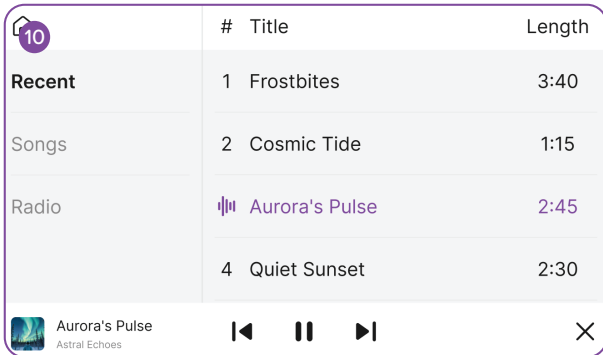 10
# Title Length
Recent
1 Frostbites 3:40
Songs
2 Cosmic Tide 1:15
Radio
Aurora's Pulse 2:45
4 Quiet Sunset 2:30
Aurora's Pulse
Astral Echoes